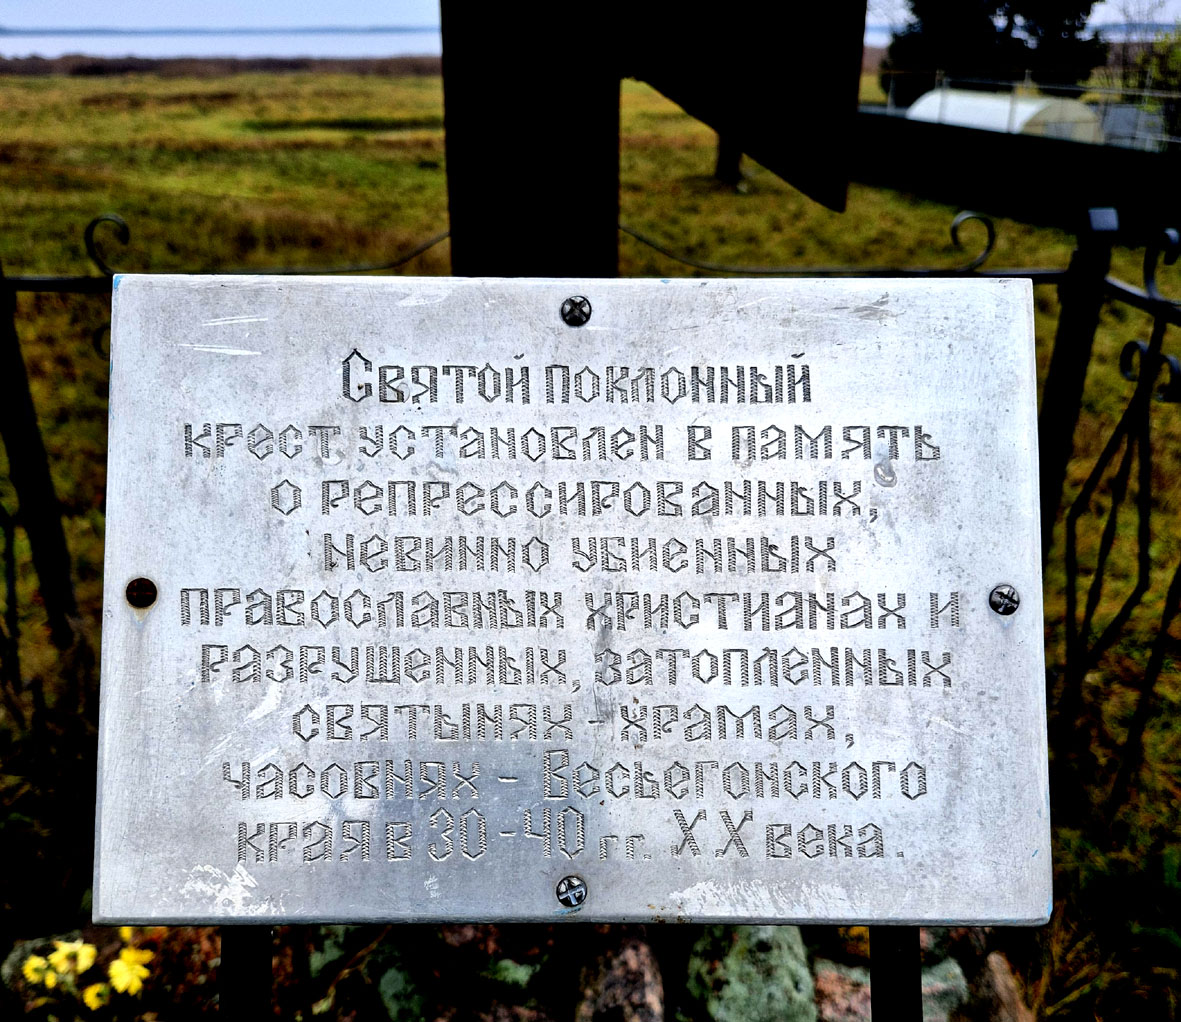 Святой поклонный
крест установлен в память
о репрессированных,
невинно убиенных
православных христианах и
разрушенных, затопленных
святынях - храмах,
часовнях - Весьегонского
края в 30-40 гг. XX века.